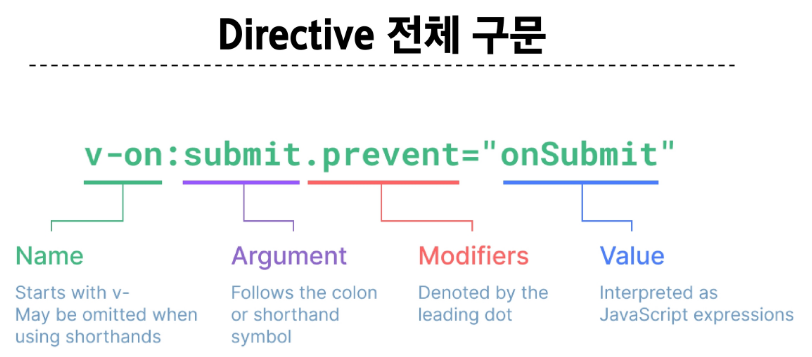 Directive 전체 구문
v-on:submit.prevent="onSubmit"
Name
Starts with v-
May be omitted when
using shorthands
Argument
Follows the colon
or shorthand
symbol
Modifiers
Denoted by the
leading dot
Value
Interpreted as
JavaScript expressions